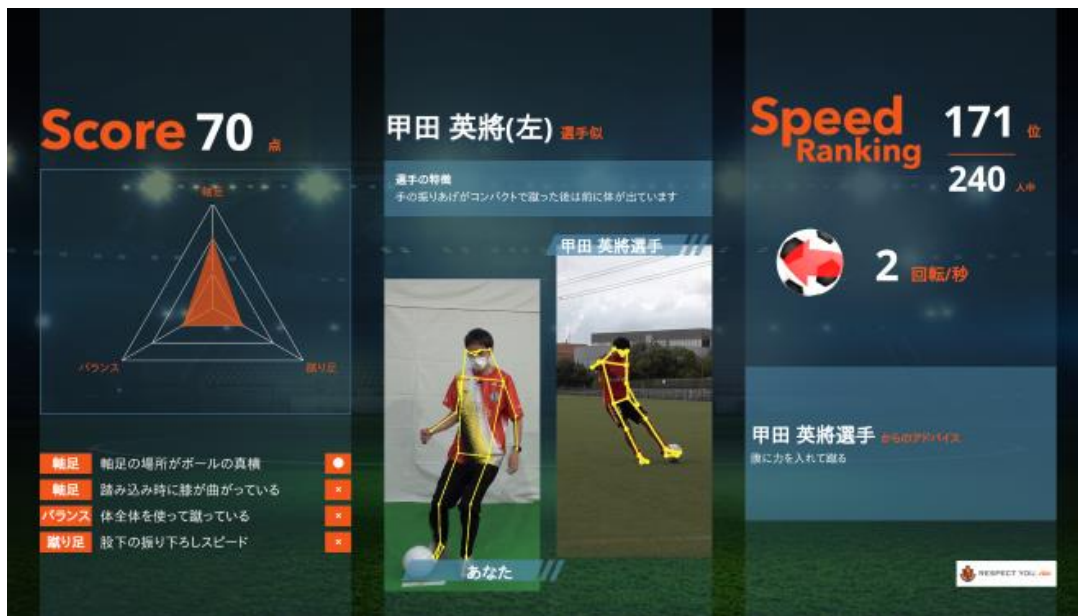 Score 70 点
軸足
バランス
蹴り足
軸足 軸足の場所がボールの真横
軸足 踏み込み時に膝が曲がっている ×
バランス 体全体を使って蹴っている ×
蹴り足 股下の振り下ろしスピード ×
甲田 英將(左) 選手似
選手の特徴
手の振りあげがコンパクトで蹴った後は前に体が出ています
甲田 英將選手
あなた
Speed
Ranking
171 位
240 人中
2 回転/秒
甲田 英將選手 からのアドバイス
腹に力を入れて蹴る
RESPECT YOU